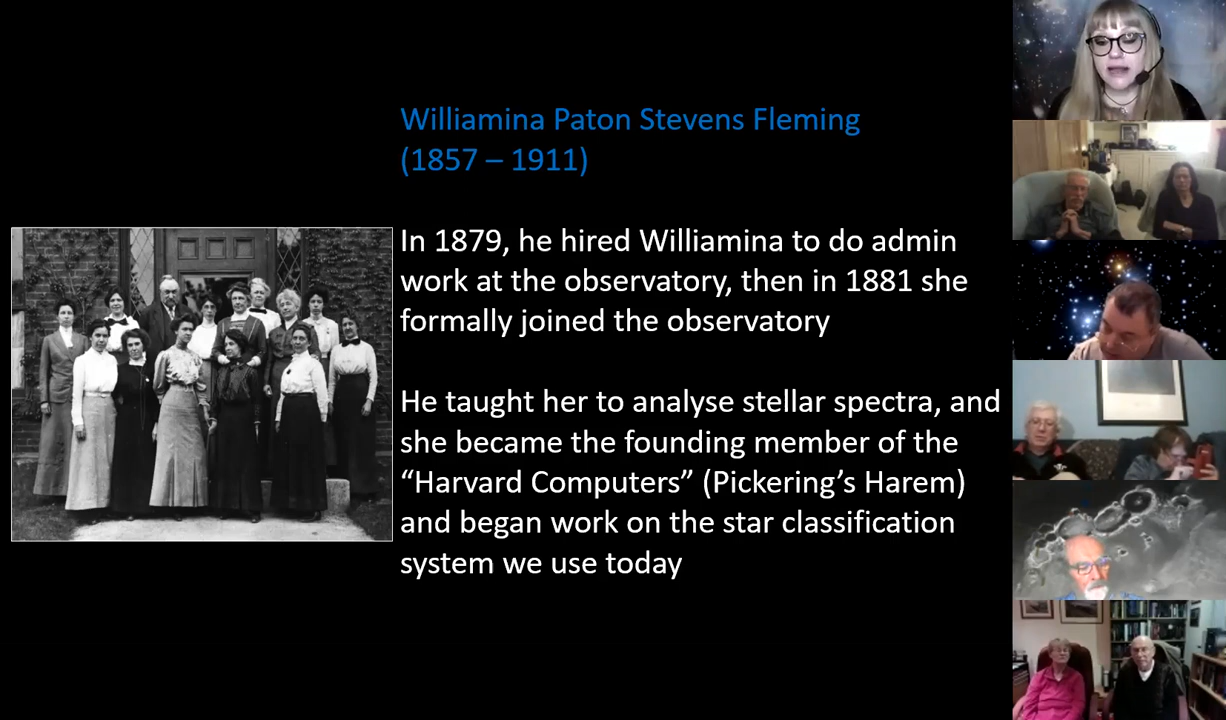 Williamina Paton Stevens Fleming
(1857 – 1911)
In 1879, he hired Williamina to do admin
work at the observatory, then in 1881 she
formally joined the observatory
He taught her to analyse stellar spectra, and
she became the founding member of the
“Harvard Computers” (Pickering’s Harem)
and began work on the star classification
system we use today